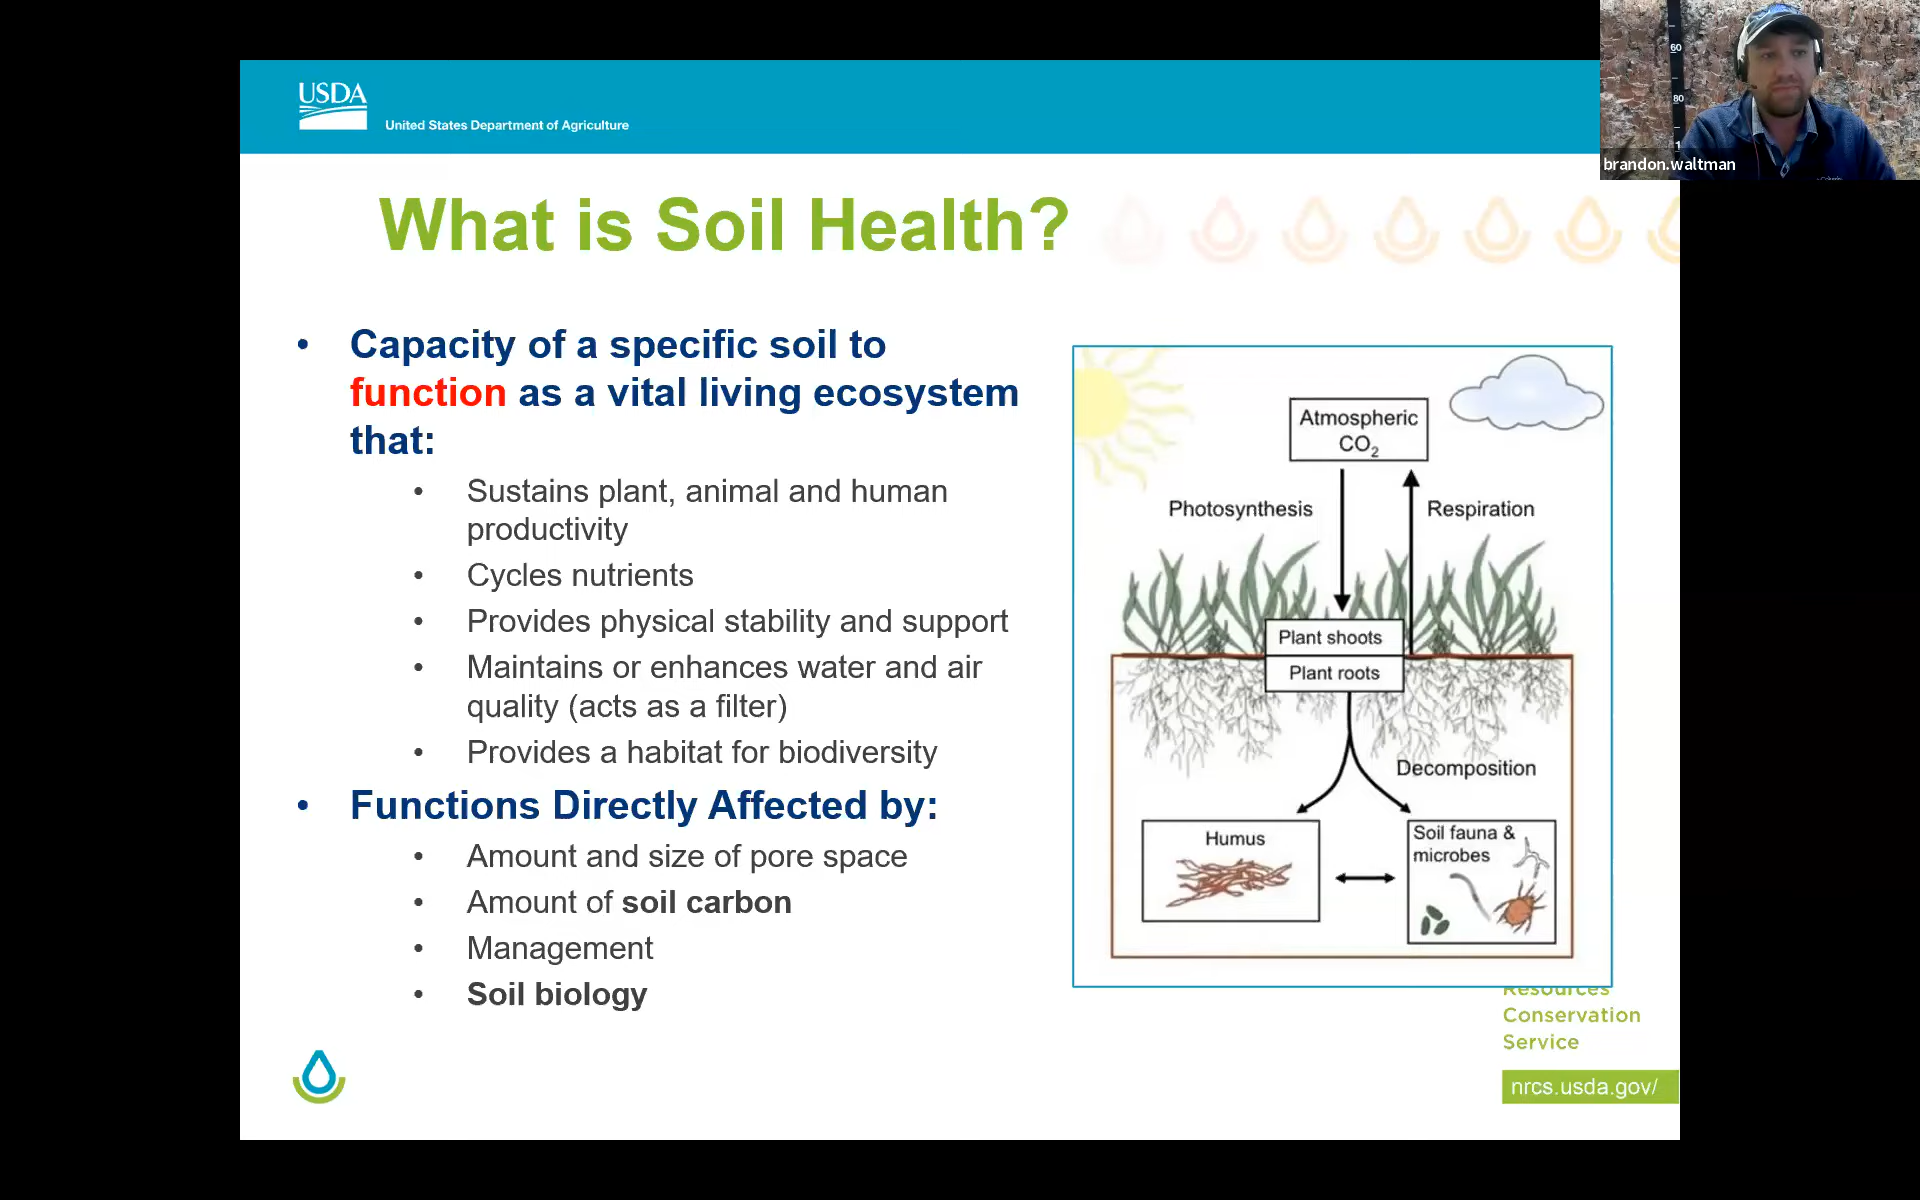 USDA
United States Department of Agriculture
60
80
1
brandon.waltman
What is Soil Health?
• Capacity of a specific soil to
function as a vital living ecosystem
that:
• Sustains plant, animal and human
productivity
• Cycles nutrients
• Provides physical stability and support
• Maintains or enhances water and air
quality (acts as a filter)
• Provides a habitat for biodiversity
• Functions Directly Affected by:
• Amount and size of pore space
• Amount of soil carbon
• Management
• Soil biology
Atmospheric
CO₂
Photosynthesis
Respiration
Plant shoots
Plant roots
Decomposition
Humus
Soil fauna &
microbes
Resources
Conservation
Service
nrcs.usda.gov/